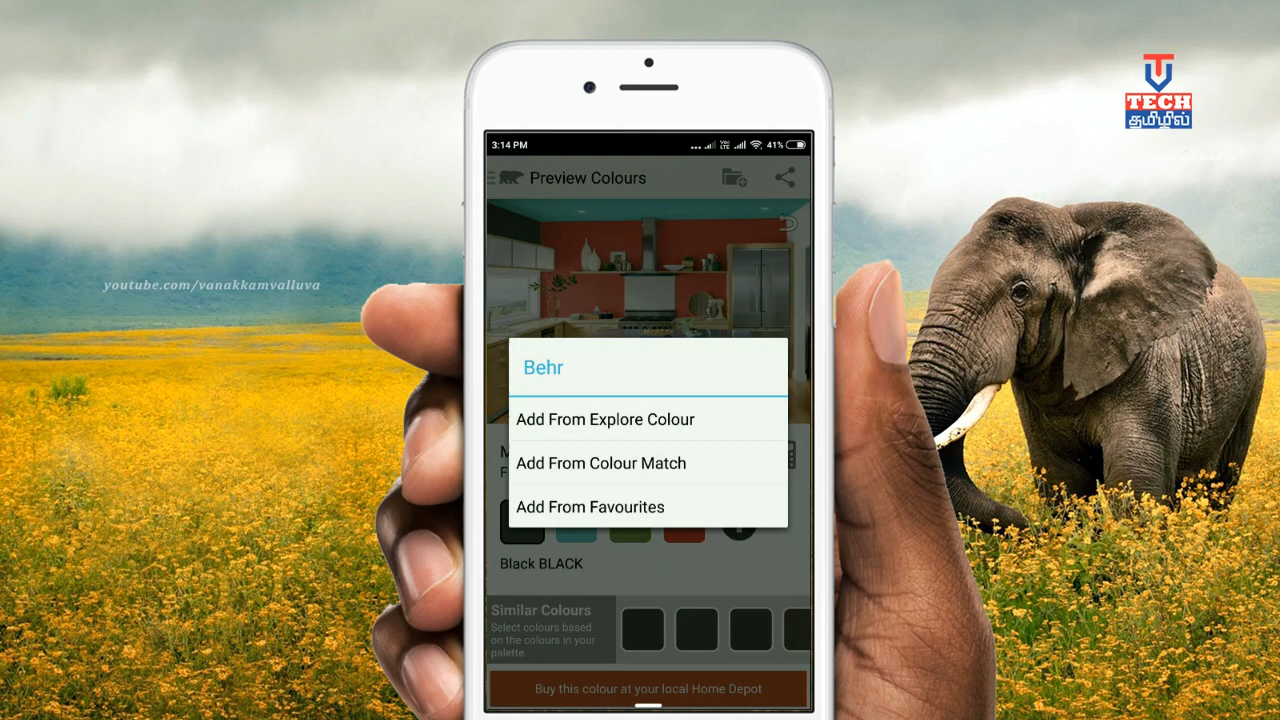 TECH
தமிழில்
youtube.com/vanakkamvalluva
3:14 PM
VoLTE
41%
Preview Colours
Behr
Add From Explore Colour
Add From Colour Match
Add From Favourites
Black BLACK
Similar Colours
Select colours based
on the colours in your
palette.
Buy this colour at your local Home Depot